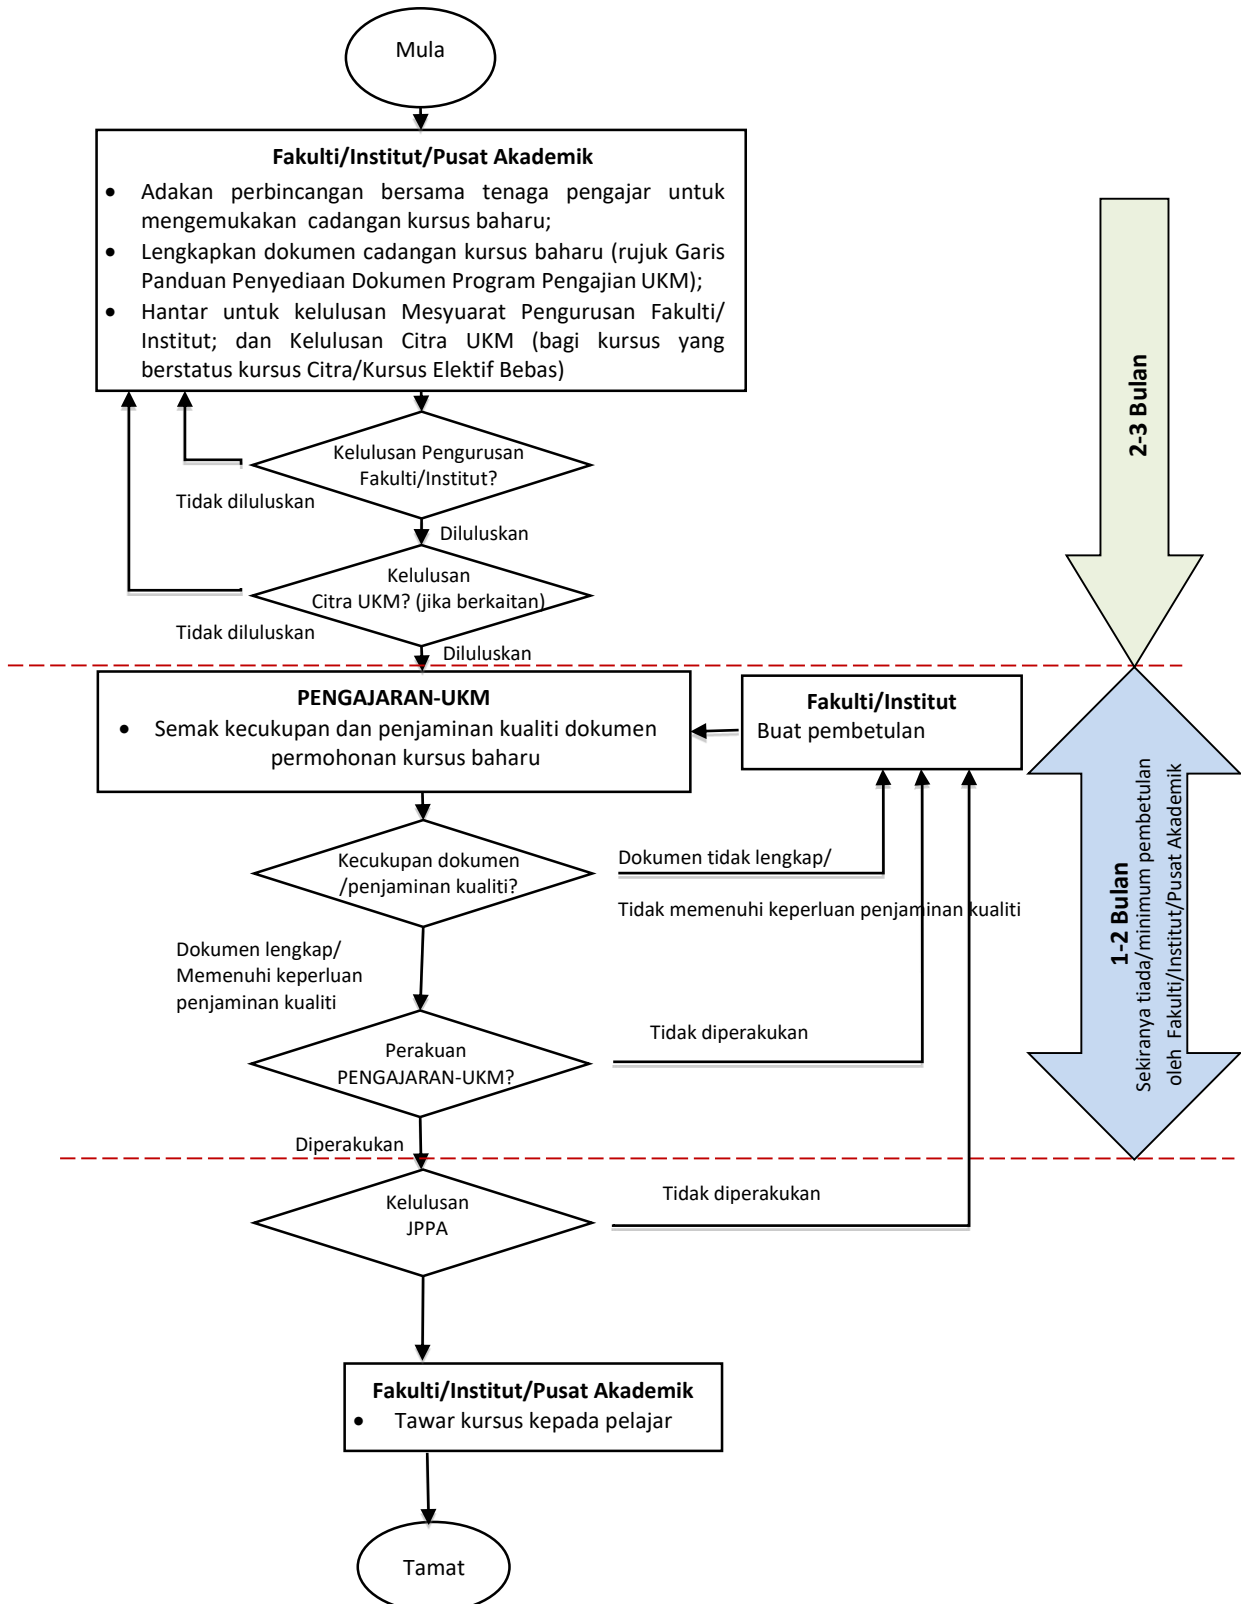 Mula
Fakulti/Institut/Pusat Akademik
• Adakan perbincangan bersama tenaga pengajar untuk
mengemukakan cadangan kursus baharu;
• Lengkapkan dokumen cadangan kursus baharu (rujuk Garis
Panduan Penyediaan Dokumen Program Pengajian UKM);
• Hantar untuk kelulusan Mesyuarat Pengurusan Fakulti/
Institut; dan Kelulusan Citra UKM (bagi kursus yang
berstatus kursus Citra/Kursus Elektif Bebas)
2-3 Bulan
Kelulusan Pengurusan
Fakulti/Institut?
Tidak diluluskan
Diluluskan
Kelulusan
Citra UKM? (jika berkaitan)
Tidak diluluskan
Diluluskan
PENGAJARAN-UKM
• Semak kecukupan dan penjaminan kualiti dokumen
permohonan kursus baharu
Fakulti/Institut
Buat pembetulan
1-2 Bulan
Sekiranya tiada/minimum pembetulan
oleh Fakulti/Institut/Pusat Akademik
Kecukupan dokumen
/penjaminan kualiti?
Dokumen tidak lengkap/
Tidak memenuhi keperluan penjaminan kualiti
Dokumen lengkap/
Memenuhi keperluan
penjaminan kualiti
Perakuan
PENGAJARAN-UKM?
Tidak diperakukan
Diperakukan
Kelulusan
JPPA
Tidak diperakukan
Fakulti/Institut/Pusat Akademik
• Tawar kursus kepada pelajar
Tamat